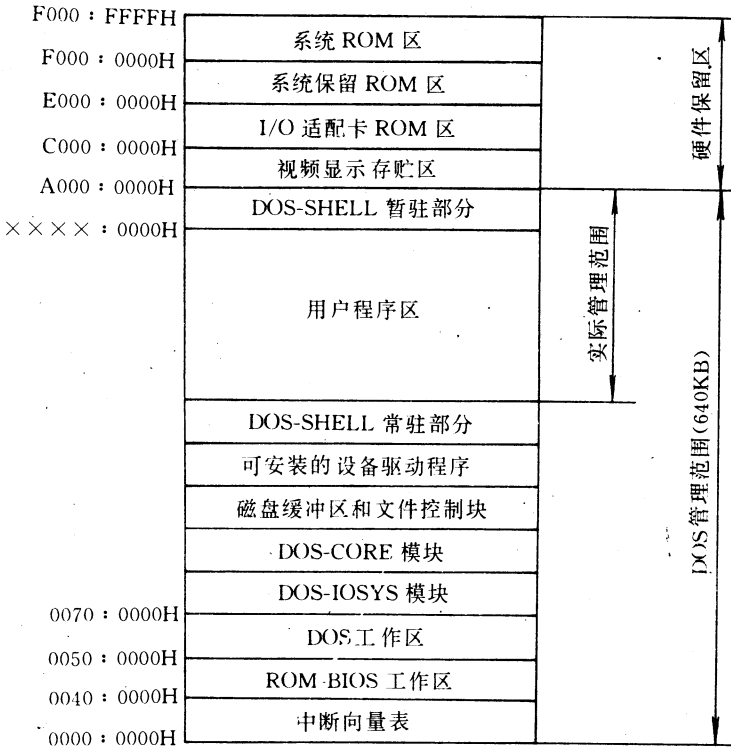 F000：FFFFH
系统 ROM 区
F000：0000H
系统保留 ROM 区
E000：0000H
I/O 适配卡 ROM 区
C000：0000H
视频显示存贮区
A000：0000H
硬件保留区
DOS-SHELL 暂驻部分
××××：0000H
用户程序区
实际管理范围
DOS-SHELL 常驻部分
可安装的设备驱动程序
磁盘缓冲区和文件控制块
DOS-CORE 模块
DOS-IOSYS 模块
0070：0000H
DOS工作区
0050：0000H
ROM-BIOS 工作区
0040：0000H
中断向量表
0000：0000H
DOS管理范围(640KB)